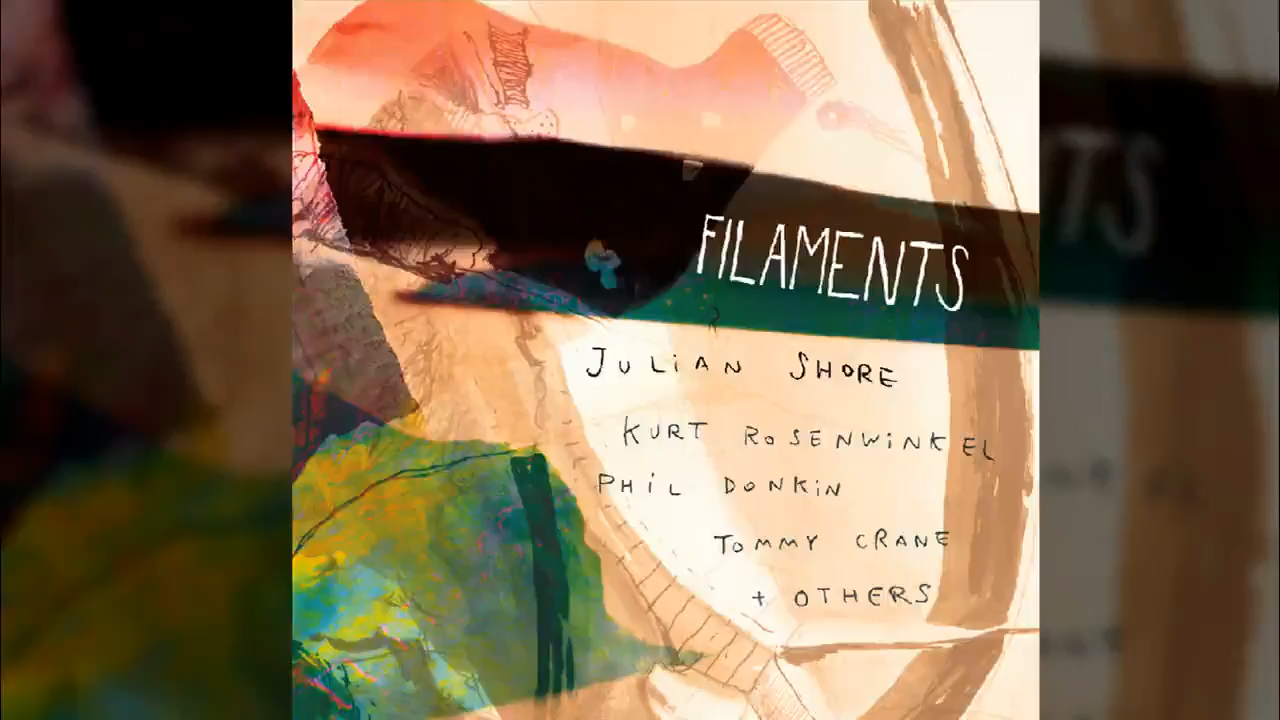 FILAMENTS
JULiAN SHORE
KURT ROSENWiNKEL
PHiL DONKiN
TOMMY CRANE
+ OTHERS